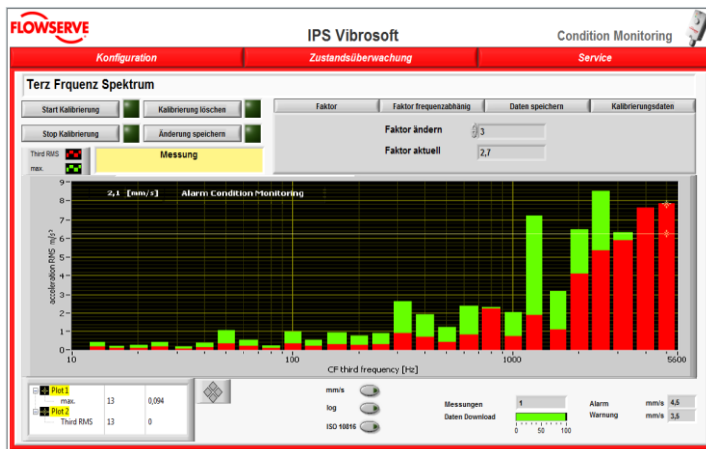 FLOWSERVE
IPS Vibrosoft
Condition Monitoring
Konfiguration Zustandsüberwachung Service
Terz Frquenz Spektrum
Start Kalibrierung Kalibrierung löschen
Faktor Faktor frequenzabhänig Daten speichern Kalibrierungsdaten
Stop Kalibrierung Änderung speichern
Faktor ändern 3
Faktor aktuell 2,7
Third RMS
max.
Messung
2,1 [mm/s] Alarm Condition Monitoring
acceleration RMS m/s²
9
8
7
6
5
4
3
2
1
0
10 100 1000 5600
CF third frequency [Hz]
Plot 1
max. 13 0,094
Plot 2
Third RMS 13 0
mm/s
log
ISO 10816
Messungen 1
Daten Download
0 50 100
Alarm mm/s 4,5
Warnung mm/s 3,5